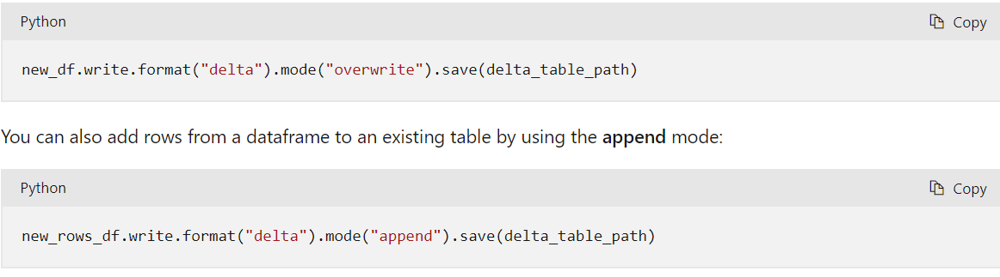 Python
Copy
new_df.write.format("delta").mode("overwrite").save(delta_table_path)
You can also add rows from a dataframe to an existing table by using the append mode:
Python
Copy
new_rows_df.write.format("delta").mode("append").save(delta_table_path)